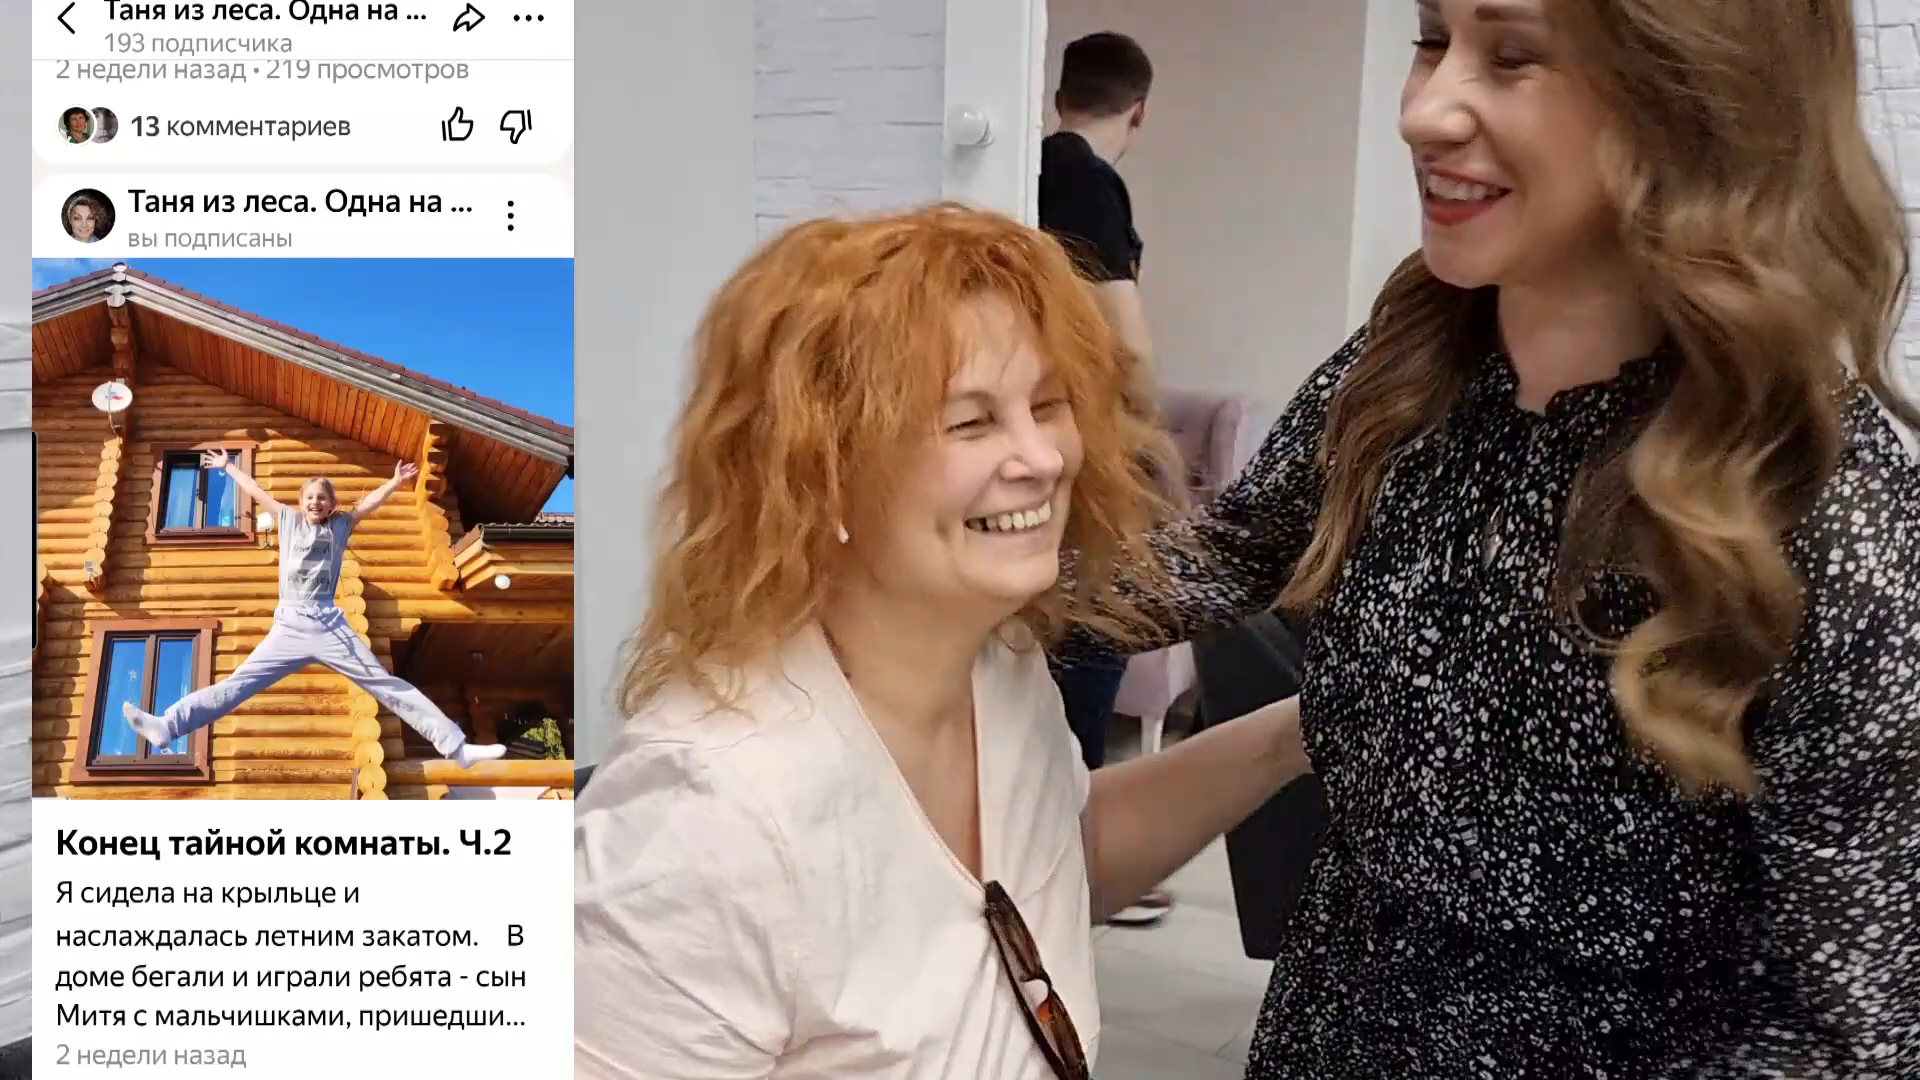 Таня из леса. Одна на ...
193 подписчика
2 недели назад • 219 просмотров
13 комментариев
Таня из леса. Одна на ...
вы подписаны
Конец тайной комнаты. Ч.2
Я сидела на крыльце и
наслаждалась летним закатом. В
доме бегали и играли ребята - сын
Митя с мальчишками, пришедши...
2 недели назад